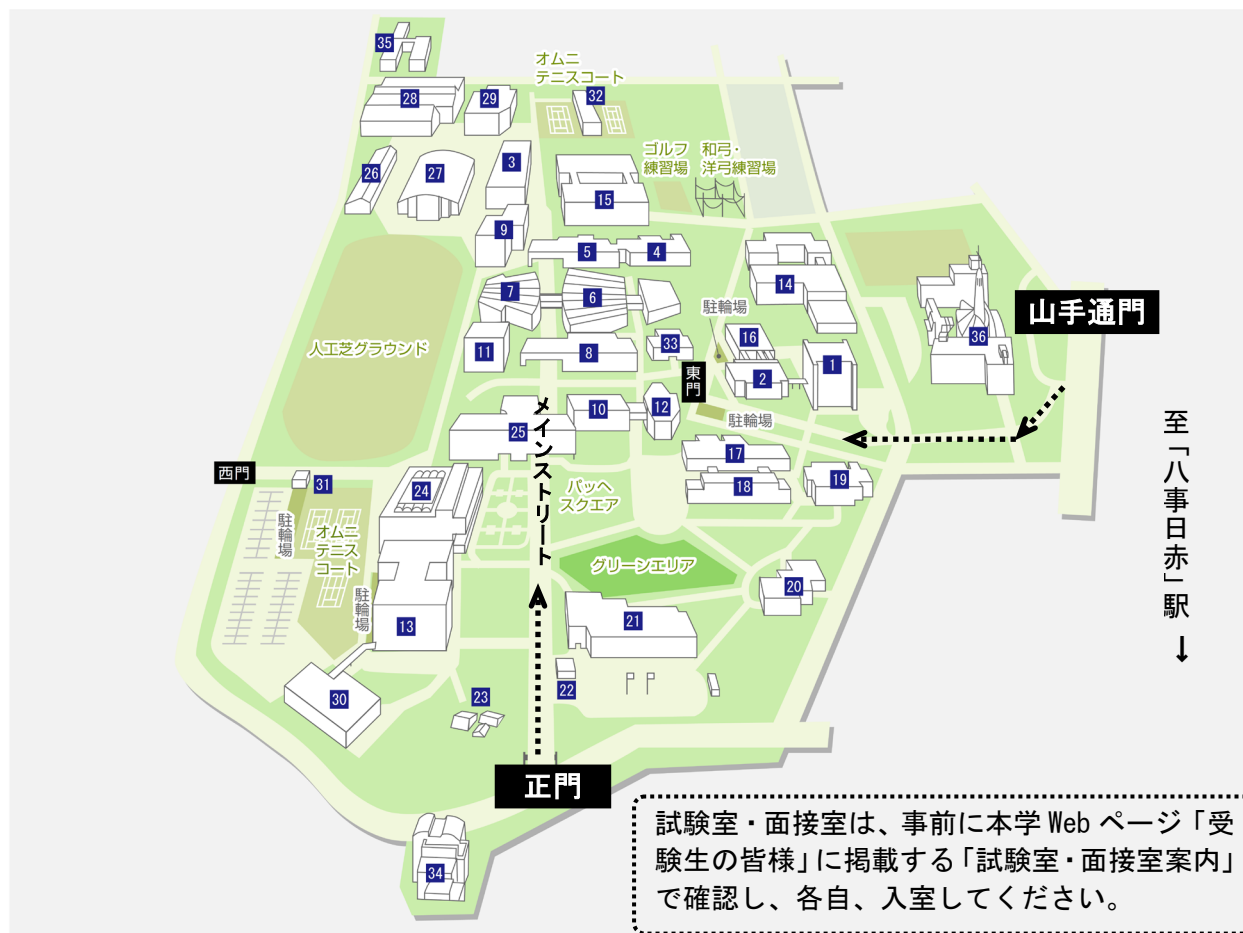 35
オムニ
テニスコート
28
29
32
ゴルフ
練習場
和弓・
洋弓練習場
3
26
27
15
9
5
4
14
7
6
駐輪場
山手通門
人工芝グラウンド
11
8
33
16
1
36
東門
2
メインストリート
10
12
駐輪場
25
17
至「八事日赤」駅
↓
西門
31
24
18
19
バッヘ
スクエア
駐輪場
オムニ
テニス
コート
グリーンエリア
20
駐輪場
13
21
22
30
23
正門
34
試験室・面接室は、事前に本学 Web ページ「受
験生の皆様」に掲載する「試験室・面接室案内」
で確認し、各自、入室してください。